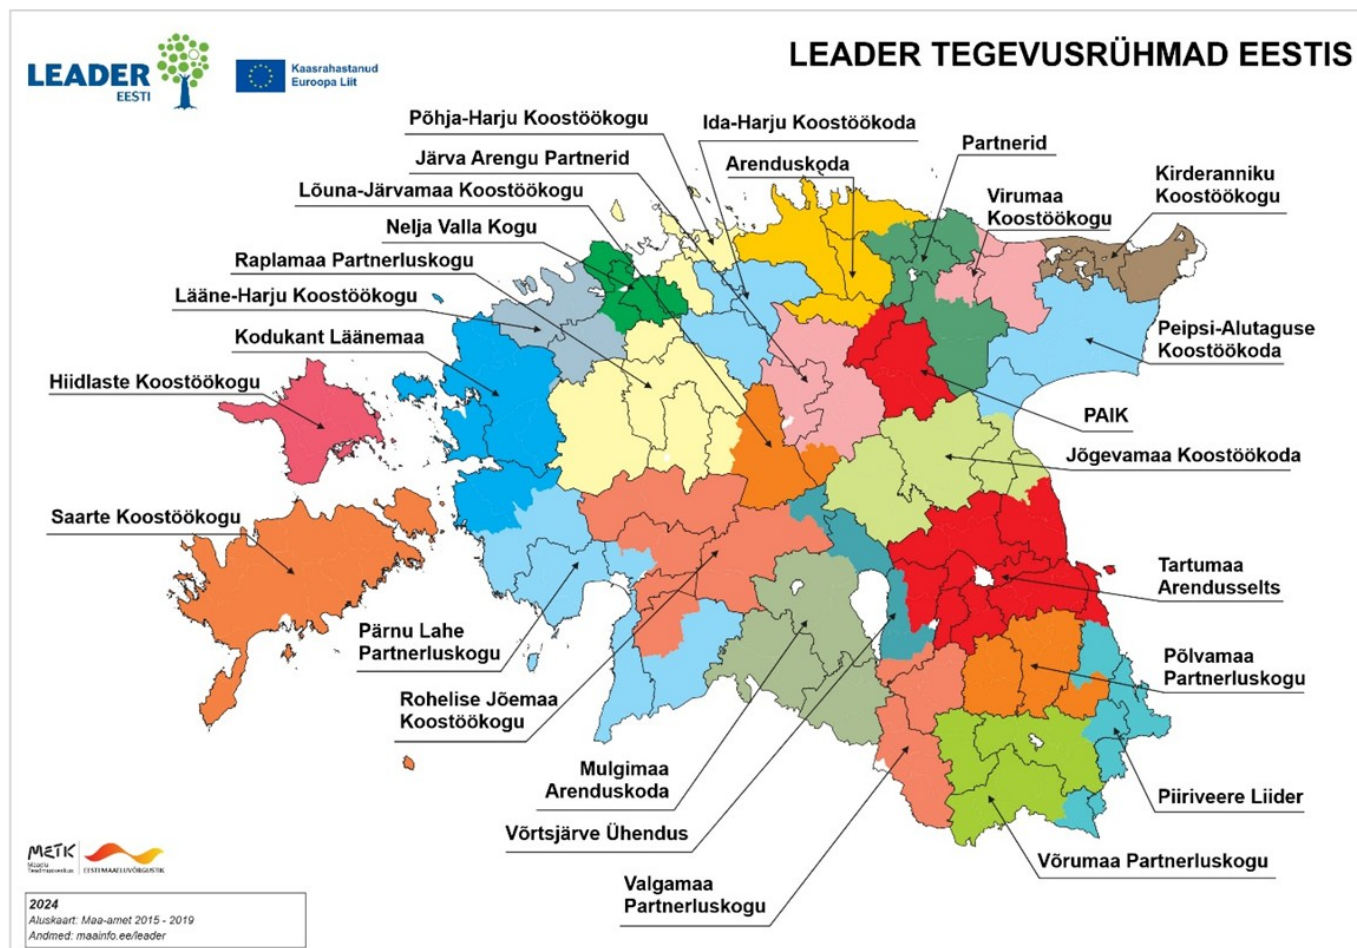 LEADER
EESTI
Kaasrahastanud
Euroopa Liit
LEADER TEGEVUSRÜHMAD EESTIS
Põhja-Harju Koostöökogu
Ida-Harju Koostöökoda
Järva Arengu Partnerid
Arenduskoda
Partnerid
Lõuna-Järvamaa Koostöökogu
Kirderanniku
Koostöökogu
Virumaa
Koostöökogu
Nelja Valla Kogu
Raplamaa Partnerluskogu
Lääne-Harju Koostöökogu
Kodukant Läänemaa
Peipsi-Alutaguse
Koostöökoda
Hiidlaste Koostöökogu
PAIK
Jõgevamaa Koostöökoda
Saarte Koostöökogu
Tartumaa
Arendusselts
Pärnu Lahe
Partnerluskogu
Põlvamaa
Partnerluskogu
Rohelise Jõemaa
Koostöökogu
Mulgimaa
Arenduskoda
Piiriveere Liider
Võrtsjärve Ühendus
Võrumaa Partnerluskogu
Valgamaa
Partnerluskogu
METK
Maaelu
Teadmuskeskus
EESTI MAAELUVÕRGUSTIK
2024
Aluskaart: Maa-amet 2015 - 2019
Andmed: maainfo.ee/leader